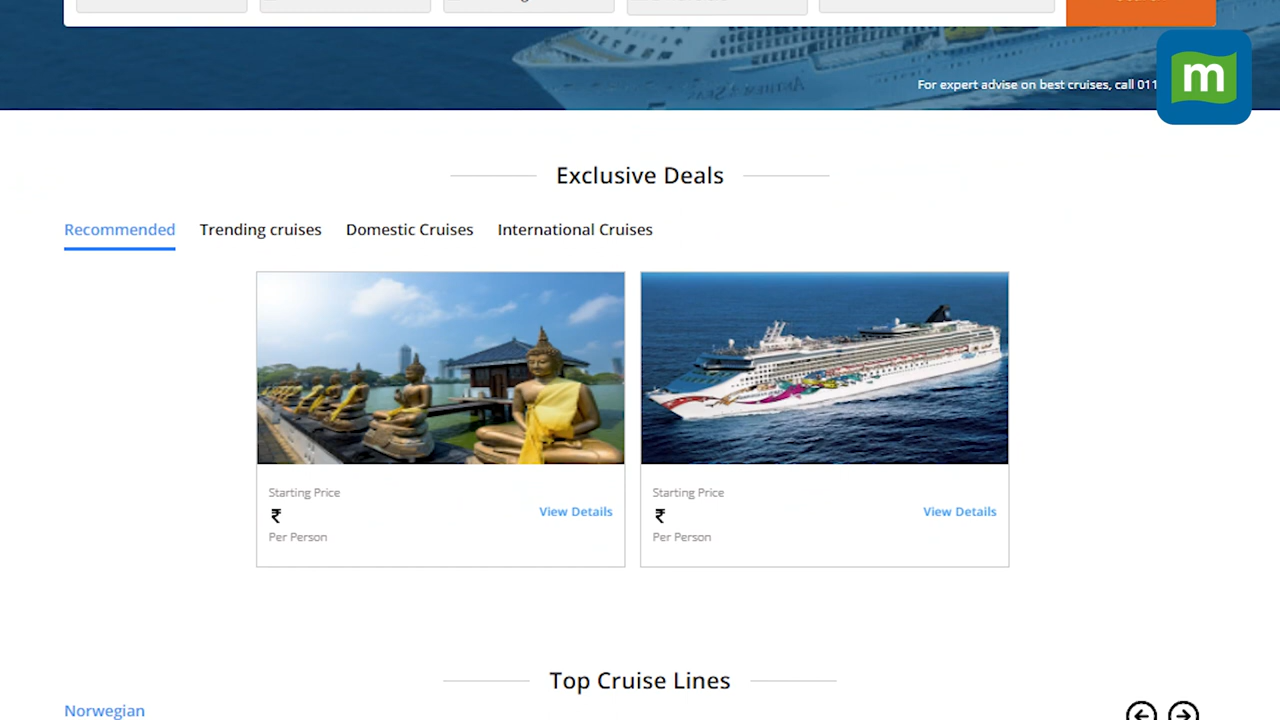 For expert advise on best cruises, call 011
m
Exclusive Deals
Recommended Trending cruises Domestic Cruises International Cruises
Starting Price
₹
Per Person
View Details
Starting Price
₹
Per Person
View Details
Top Cruise Lines
Norwegian